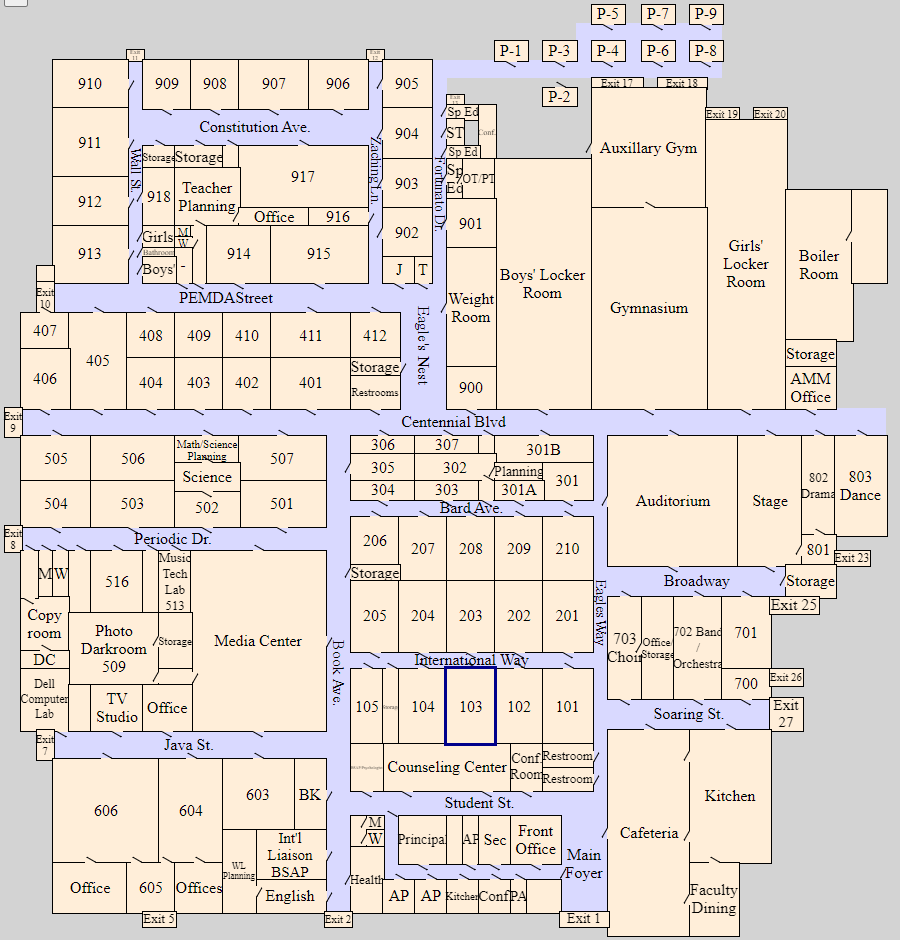 P-5
P-7
P-9
P-1
P-3
P-4
P-6
P-8
P-2
Exit 11
Exit 12
Exit 17
Exit 18
910
909
908
907
906
905
Exit 13
Sp Ed
Conf.
Exit 19
Exit 20
Constitution Ave.
911
904
ST
Auxillary Gym
Wall St.
Zaching Ln.
Fortunato Dr.
Storage
Storage
Sp Ed
917
903
Sp
Ed
OT/PT
912
918
Teacher
Planning
Office
916
901
902
913
Girls
M
W
Bathroom
Boys'
-
914
915
J
T
Boys' Locker
Room
Girls'
Locker
Room
Boiler
Room
Exit
10
PEMDAStreet
Eagle's Nest
Weight
Room
Gymnasium
407
408
409
410
411
412
405
Storage
Storage
406
404
403
402
401
Restrooms
900
AMM
Office
Exit
9
Centennial Blvd
505
506
Math/Science
Planning
507
306
307
301B
305
302
Planning
Science
301
504
503
502
501
304
303
301A
Auditorium
Stage
802
Drama
803
Dance
Bard Ave.
Exit
8
Periodic Dr.
206
207
208
209
210
801
Exit 23
M
W
516
Music
Tech
Lab
513
Storage
Broadway
Storage
Eagles Way
Exit 25
Copy
room
Photo
Darkroom
509
Storage
Media Center
205
204
203
202
201
703
Choir
Office/
Storage
702 Band
/
Orchestra
701
DC
Book Ave.
International Way
Dell
Computer
Lab
TV
Studio
Office
105
Storage
104
103
102
101
700
Exit 26
Soaring St.
Exit
27
Exit
7
Java St.
Counseling Center
Conf
Room
Restroom
Restroom
606
604
603
BK
Student St.
Kitchen
M
W
Principal
AP
Sec
Front
Office
Cafeteria
Int'l
Liaison
BSAP
WL
Planning
Main
Foyer
Office
605
Offices
English
Health
AP
AP
Kitchen
Conf
PA
Faculty
Dining
Exit 5
Exit 2
Exit 1